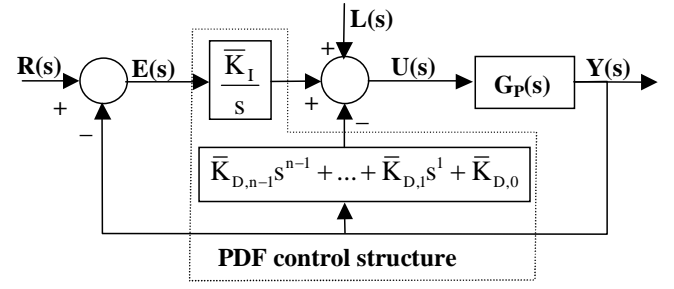 L(s)
R(s)
E(s)
K̅_I
s
U(s)
G_P(s)
Y(s)
+
+
+
−
−
K̅_{D,n-1}s^{n-1} + ... + K̅_{D,1}s^1 + K̅_{D,0}
PDF control structure